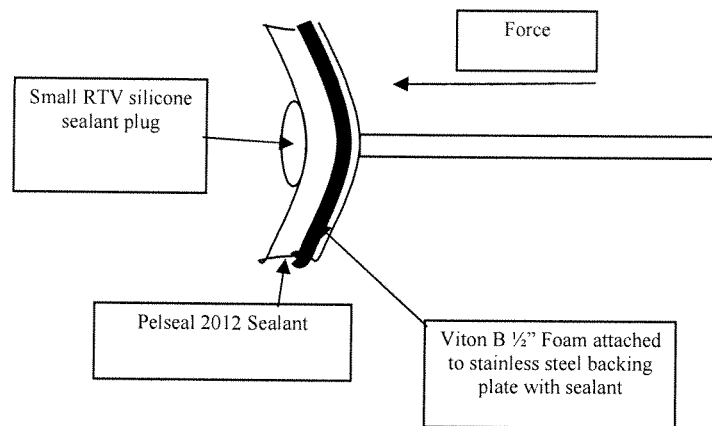 Force
Small RTV silicone
sealant plug
Pelseal 2012 Sealant
Viton B ½” Foam attached
to stainless steel backing
plate with sealant